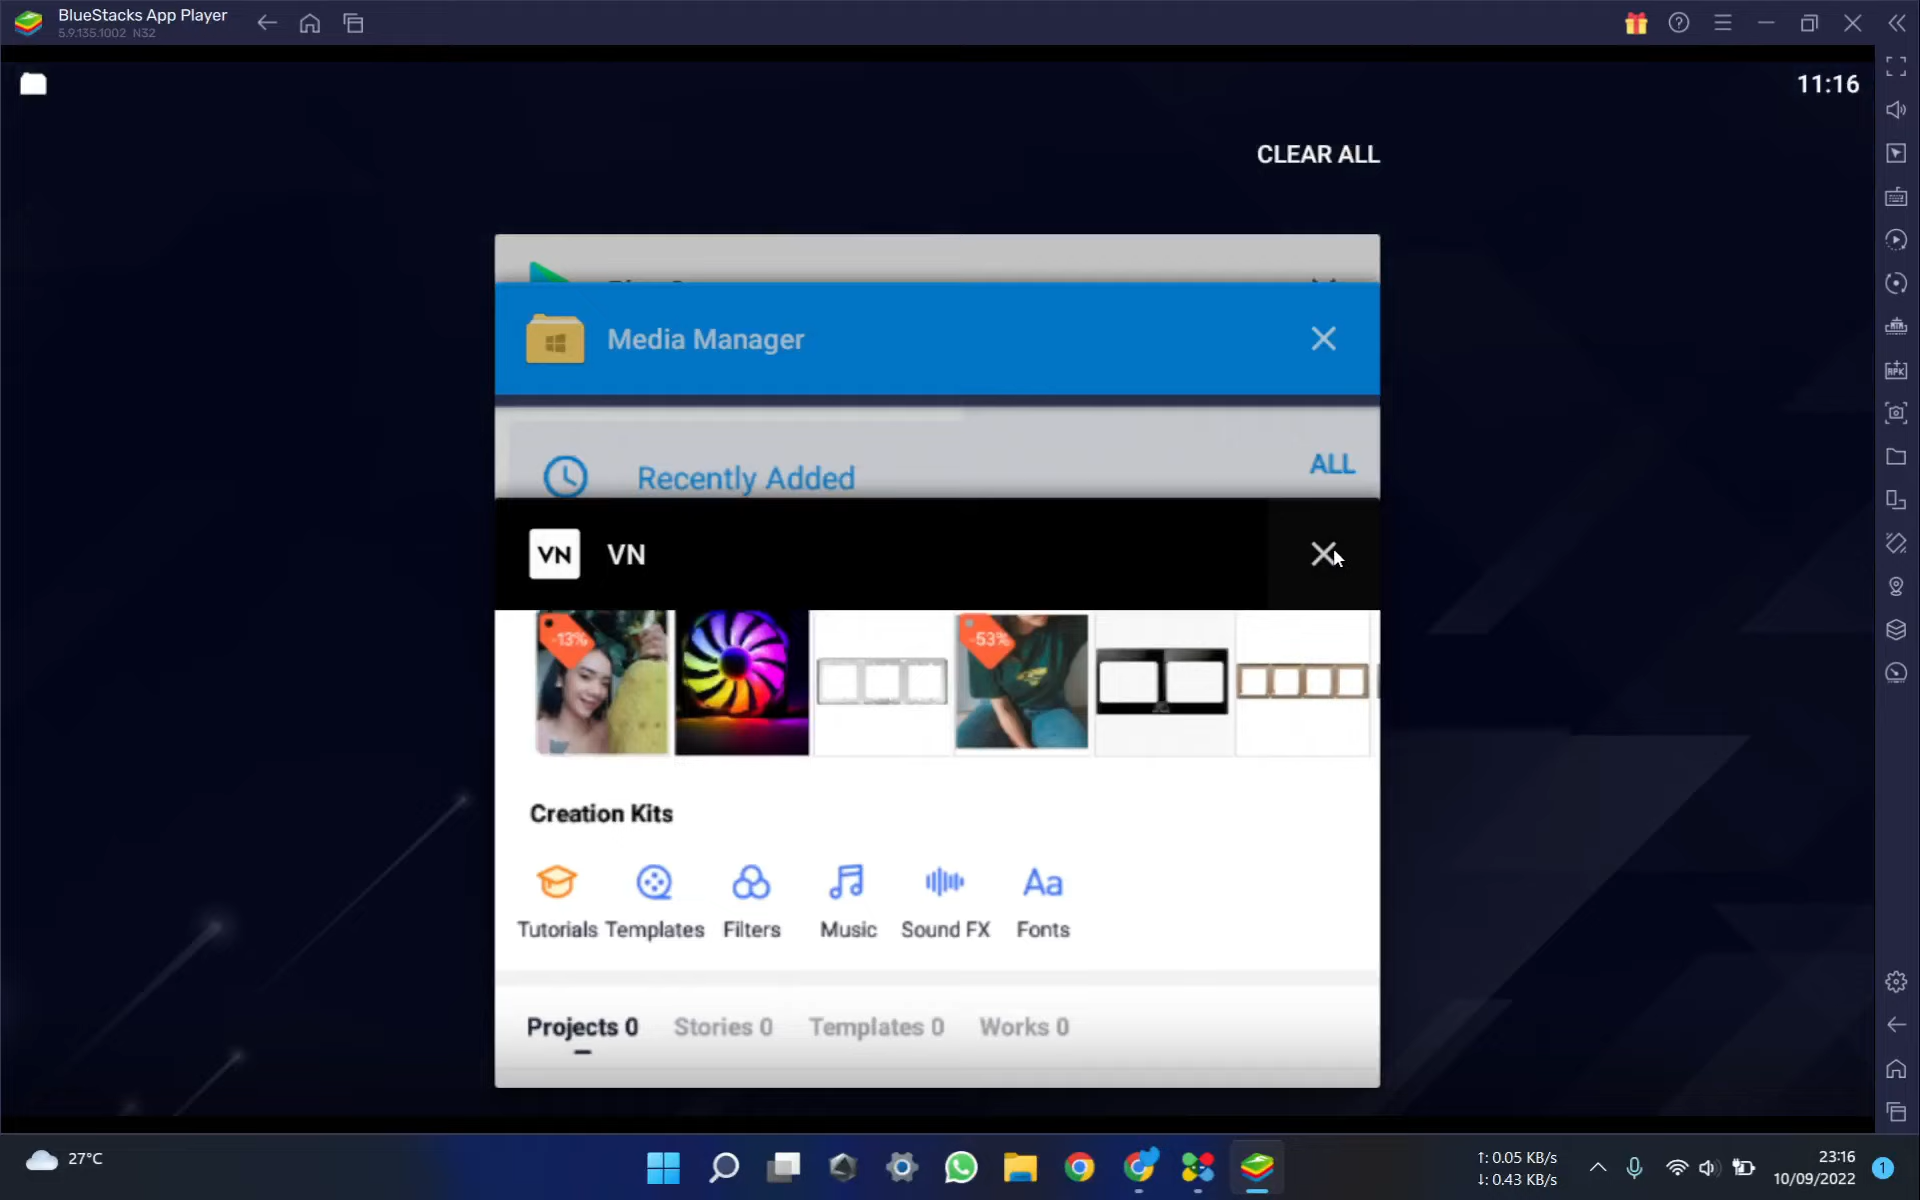 BlueStacks App Player
5.9.135.1002 N32
11:16
CLEAR ALL
Media Manager
Recently Added
ALL
VN
VN
-13%
-53%
Creation Kits
Tutorials
Templates
Filters
Music
Sound FX
Aa
Fonts
Projects 0
Stories 0
Templates 0
Works 0
27°C
↑: 0.05 KB/s
↓: 0.43 KB/s
23:16
10/09/2022
1